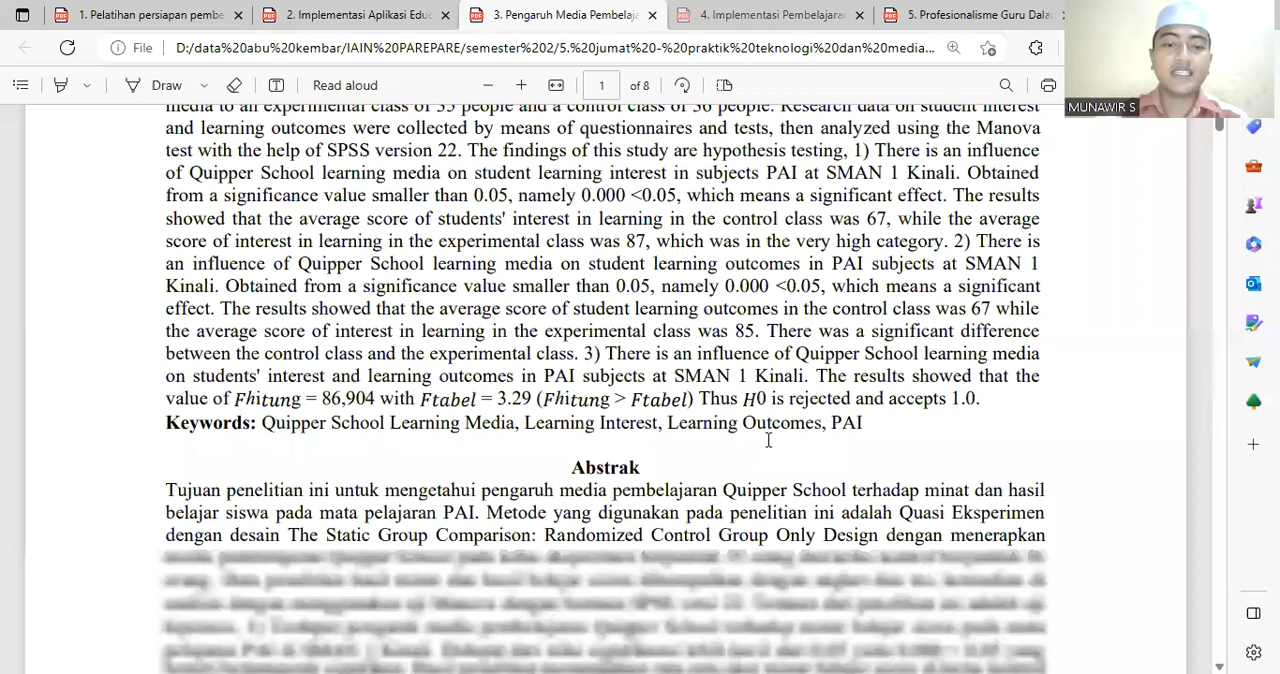 1. Pelatihan persiapan pembe
2. Implementasi Aplikasi Edu
3. Pengaruh Media Pembelaja
4. Implementasi Pembelajara
5. Profesionalisme Guru Dala
File
D:/data%20abu%20kembar/IAIN%20PAREPARE/semester%202/5.%20jumat%20-%20praktik%20teknologi%20dan%20media...
Draw
Read aloud
1 of 8
MUNAWIR S
media to an experimental class of 35 people and a control class of 36 people. Research data on student interest
and learning outcomes were collected by means of questionnaires and tests, then analyzed using the Manova
test with the help of SPSS version 22. The findings of this study are hypothesis testing, 1) There is an influence
of Quipper School learning media on student learning interest in subjects PAI at SMAN 1 Kinali. Obtained
from a significance value smaller than 0.05, namely 0.000 <0.05, which means a significant effect. The results
showed that the average score of students' interest in learning in the control class was 67, while the average
score of interest in learning in the experimental class was 87, which was in the very high category. 2) There is
an influence of Quipper School learning media on student learning outcomes in PAI subjects at SMAN 1
Kinali. Obtained from a significance value smaller than 0.05, namely 0.000 <0.05, which means a significant
effect. The results showed that the average score of student learning outcomes in the control class was 67 while
the average score of interest in learning in the experimental class was 85. There was a significant difference
between the control class and the experimental class. 3) There is an influence of Quipper School learning media
on students' interest and learning outcomes in PAI subjects at SMAN 1 Kinali. The results showed that the
value of Fhitung = 86,904 with Ftabel = 3.29 (Fhitung > Ftabel) Thus H0 is rejected and accepts 1.0.
Keywords: Quipper School Learning Media, Learning Interest, Learning Outcomes, PAI
Abstrak
Tujuan penelitian ini untuk mengetahui pengaruh media pembelajaran Quipper School terhadap minat dan hasil
belajar siswa pada mata pelajaran PAI. Metode yang digunakan pada penelitian ini adalah Quasi Eksperimen
dengan desain The Static Group Comparison: Randomized Control Group Only Design dengan menerapkan